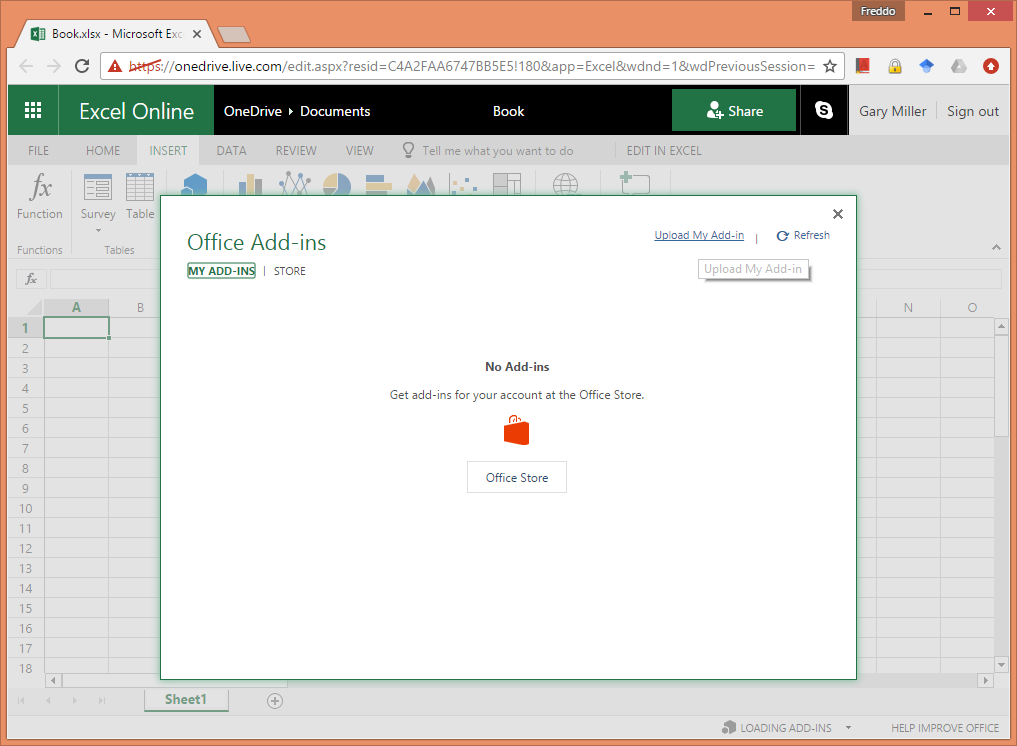 Freddo
Book.xlsx - Microsoft Exc
https://onedrive.live.com/edit.aspx?resid=C4A2FAA6747BB5E5!180&app=Excel&wdnd=1&wdPreviousSession=
Excel Online
OneDrive Documents
Book
Share
Gary Miller
Sign out
FILE HOME INSERT DATA REVIEW VIEW Tell me what you want to do EDIT IN EXCEL
fx
Function Survey Table
Functions Tables
Office Add-ins
Upload My Add-in | Refresh
MY ADD-INS | STORE
Upload My Add-in
fx
A B N O
1
2
3
4
5
6
7
8
9
10
11
12
13
14
15
16
17
18
No Add-ins
Get add-ins for your account at the Office Store.
Office Store
Sheet1
LOADING ADD-INS HELP IMPROVE OFFICE